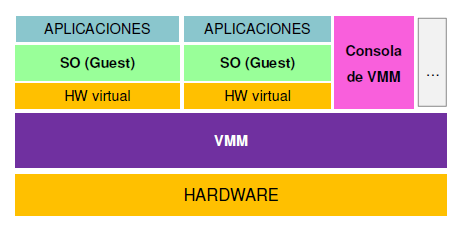 APLICACIONES
SO (Guest)
HW virtual
APLICACIONES
SO (Guest)
HW virtual
Consola
de VMM
...
VMM
HARDWARE